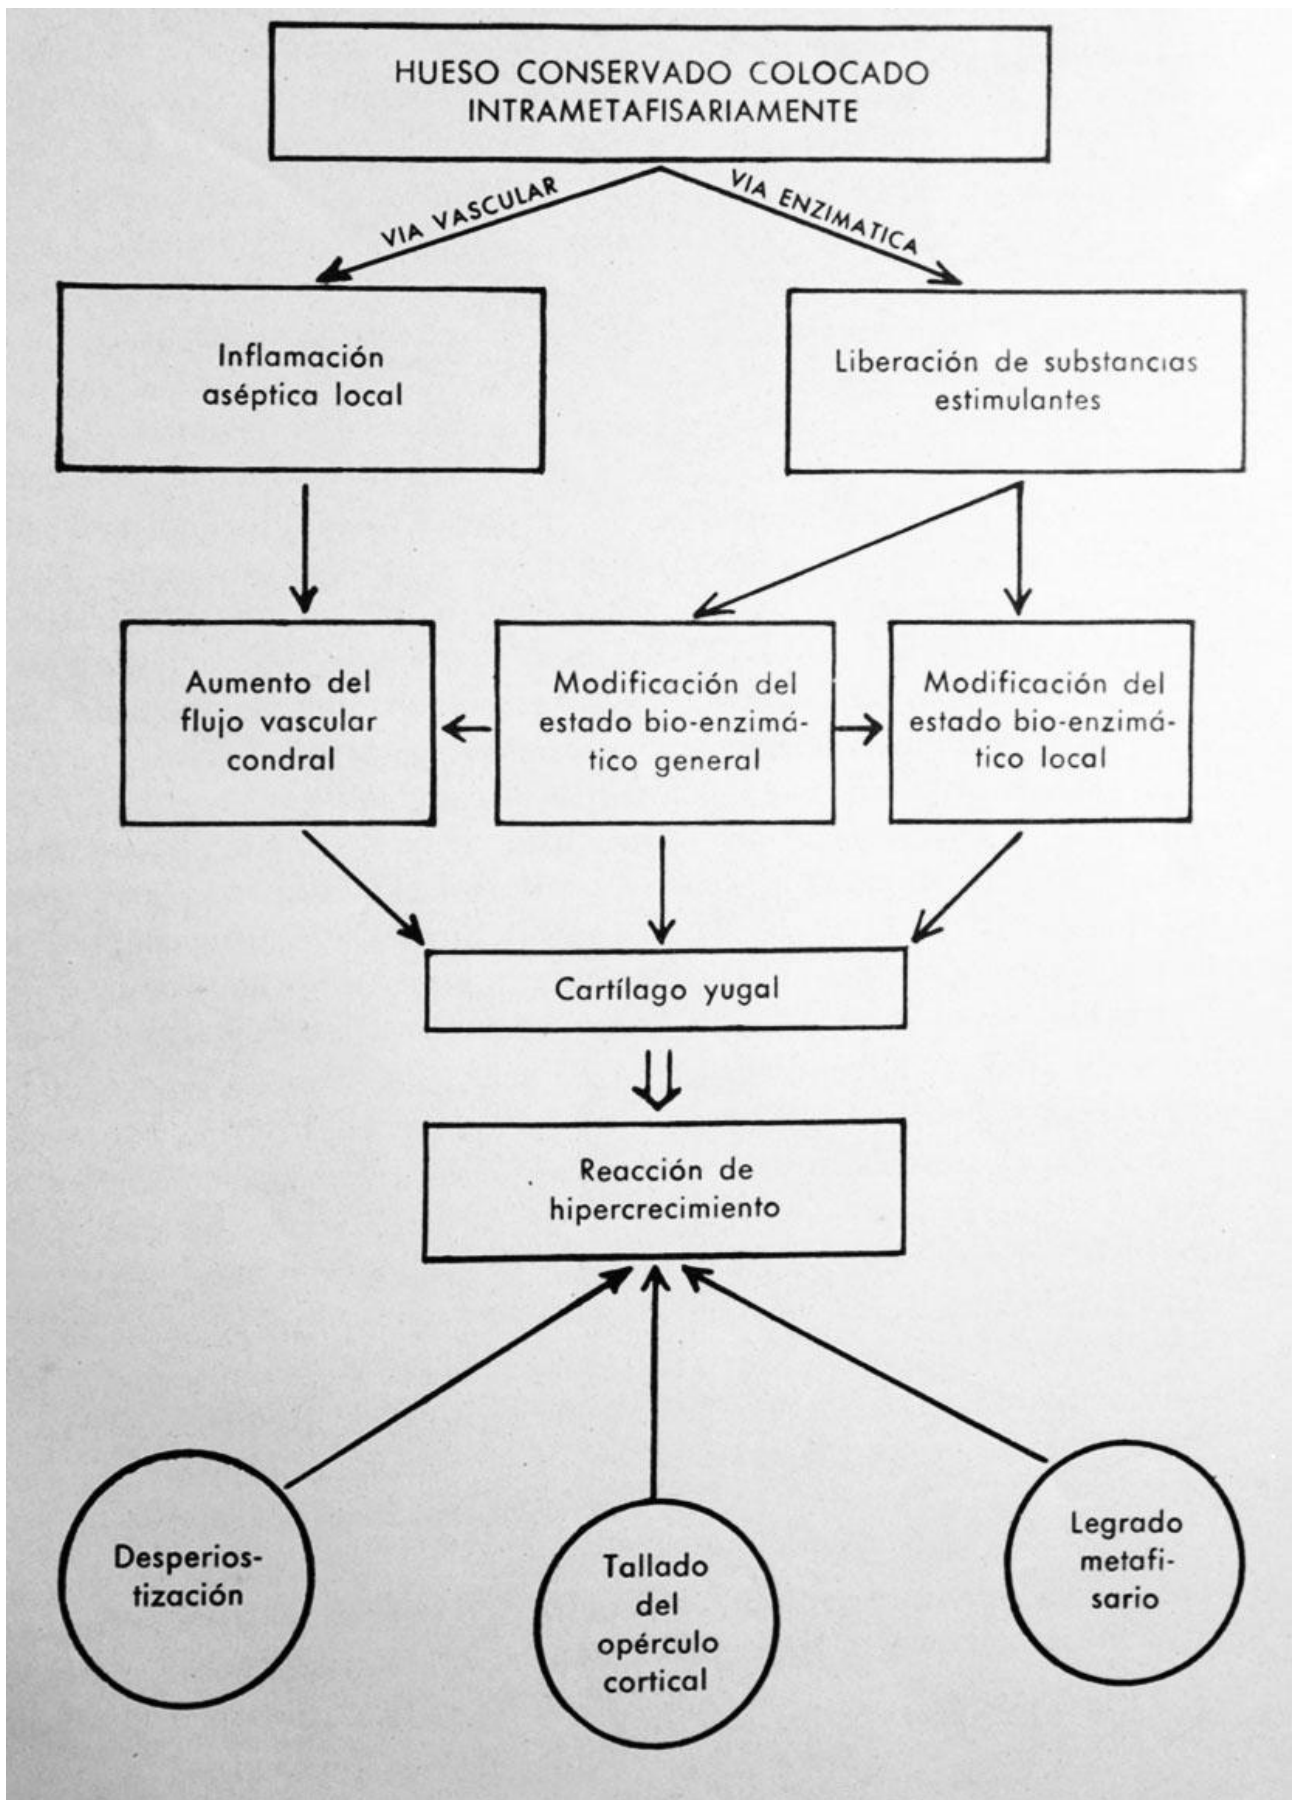 HUESO CONSERVADO COLOCADO
INTRAMETAFISARIAMENTE
VIA VASCULAR
VIA ENZIMATICA
Inflamación
aséptica local
Liberación de substancias
estimulantes
Aumento del
flujo vascular
condral
Modificación del
estado bio-enzimá-
tico general
Modificación del
estado bio-enzimá-
tico local
Cartílago yugal
Reacción de
hipercrecimiento
Desperios-
tización
Tallado
del
opérculo
cortical
Legrado
metafi-
sario